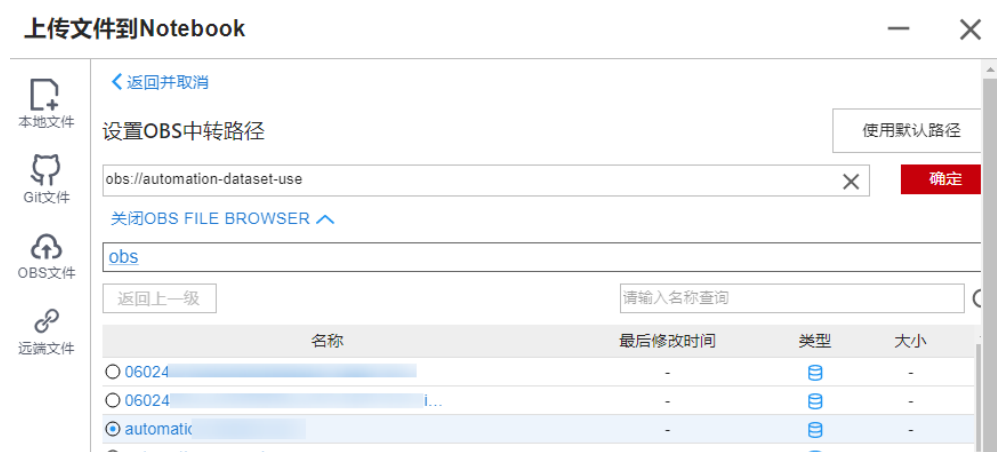 上传文件到Notebook
本地文件
Git文件
OBS文件
远端文件
返回并取消
设置OBS中转路径
使用默认路径
obs://automation-dataset-use
确定
关闭OBS FILE BROWSER
obs
返回上一级
请输入名称查询
名称 最后修改时间 类型 大小
06024 - -
06024 i... - -
automatic - -